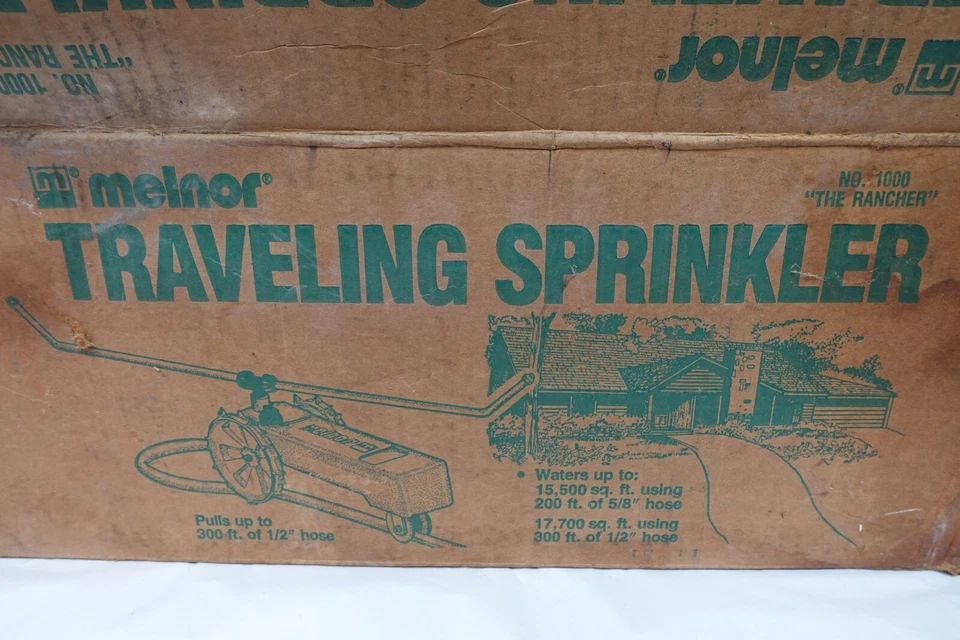 TRAVELING SPRINKLER
melnor®
NO. 1000
"THE RANC
melnor®
NO. 1000
"THE RANCHER"
TRAVELING SPRINKLER
• Waters up to:
15,500 sq. ft. using
200 ft. of 5/8" hose
17,700 sq. ft. using
300 ft. of 1/2" hose
Pulls up to
300 ft. of 1/2" hose